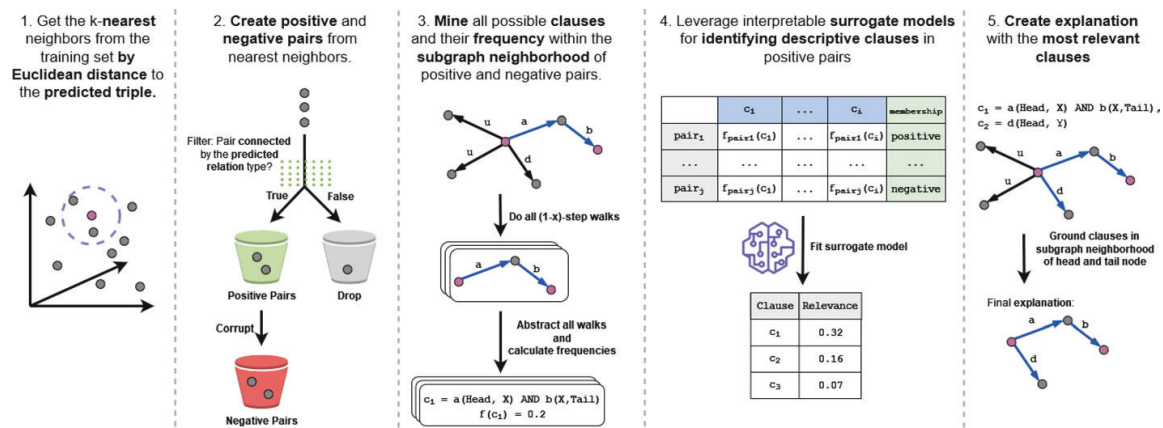 1. Get the k-nearest
neighbors from the
training set by
Euclidean distance to
the predicted triple.
2. Create positive and
negative pairs from
nearest neighbors.
Filter: Pair connected
by the predicted
relation type?
True
False
Positive Pairs
Drop
Corrupt
Negative Pairs
3. Mine all possible clauses
and their frequency within the
subgraph neighborhood of
positive and negative pairs.
u
a
b
u
d
Do all (1-x)-step walks
a
b
Abstract all walks
and
calculate frequencies
c₁ = a(Head, X) AND b(X,Tail)
f(c₁) = 0.2
4. Leverage interpretable surrogate models
for identifying descriptive clauses in
positive pairs
c₁ ... cᵢ membership
pair₁ fpair1(c₁) ... fpair1(cᵢ) positive
... ... ... ... ...
pairⱼ fpairj(c₁) ... fpairj(cᵢ) negative
Fit surrogate model
Clause Relevance
c₁ 0.32
c₂ 0.16
c₃ 0.07
5. Create explanation
with the most relevant
clauses
c₁ = a(Head, X) AND b(X,Tail),
c₂ = d(Head, Y)
u
a
b
u
d
Ground clauses in
subgraph neighborhood
of head and tail node
Final explanation:
a
b
d